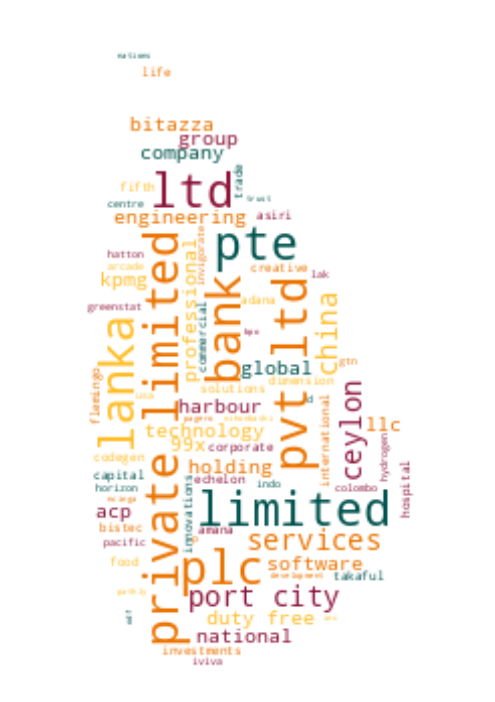 nations
life
bitazza
group
company
trade
ltd
fifth
centre
trust
engineering
asiri
private limited
pte
invigorate
professional
hatton
arcade
kpmg
creative
lak
bank
pvt ltd
adana
china
greenstat
lanka
commercial
global
gtn
flemingo
dimension
solutions
usa
harbour
ceylon
international
llc
technology
99x
corporate
hydrogen
codegen
holding
hospital
capital
echelon
indo
horizon
colombo
innovations
limited
acp
amana
bistec
pacific
services
plc
software
food
development
takaful
port city
duty free
national
investments
iviva